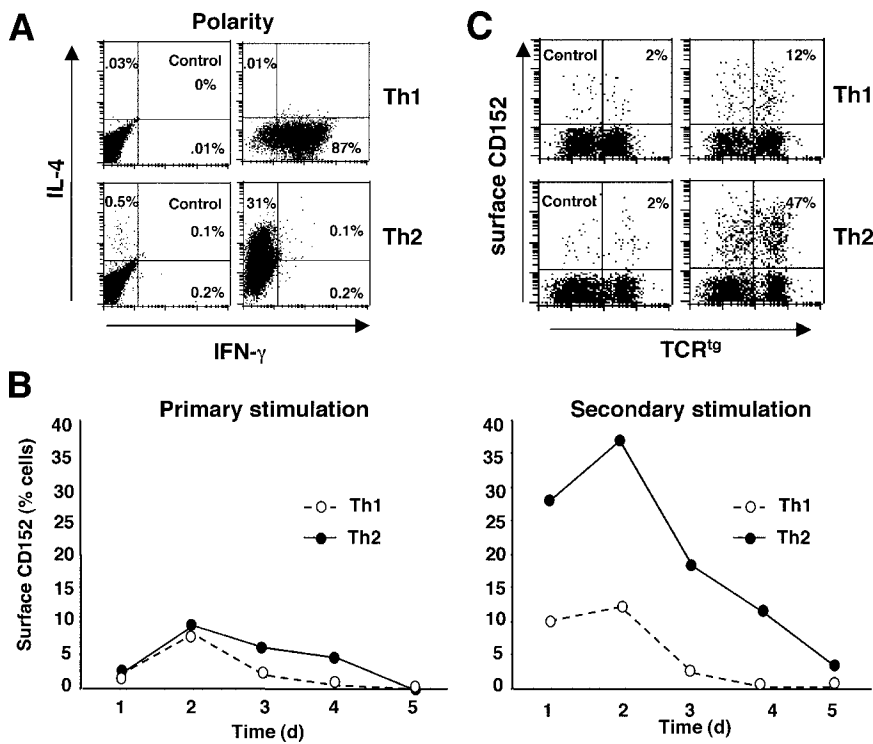 A
Polarity
.03%
Control
0%
.01%
.01%
87%
Th1
0.5%
Control
0.1%
0.2%
31%
0.1%
0.2%
Th2
IL-4
IFN-γ
C
Control
2%
12%
Th1
Control
2%
47%
Th2
surface CD152
TCRtg
B
Primary stimulation
Surface CD152 (% cells)
40
35
30
25
20
15
10
5
0
Th1
Th2
1 2 3 4 5
Time (d)
Secondary stimulation
40
35
30
25
20
15
10
5
0
Th1
Th2
1 2 3 4 5
Time (d)